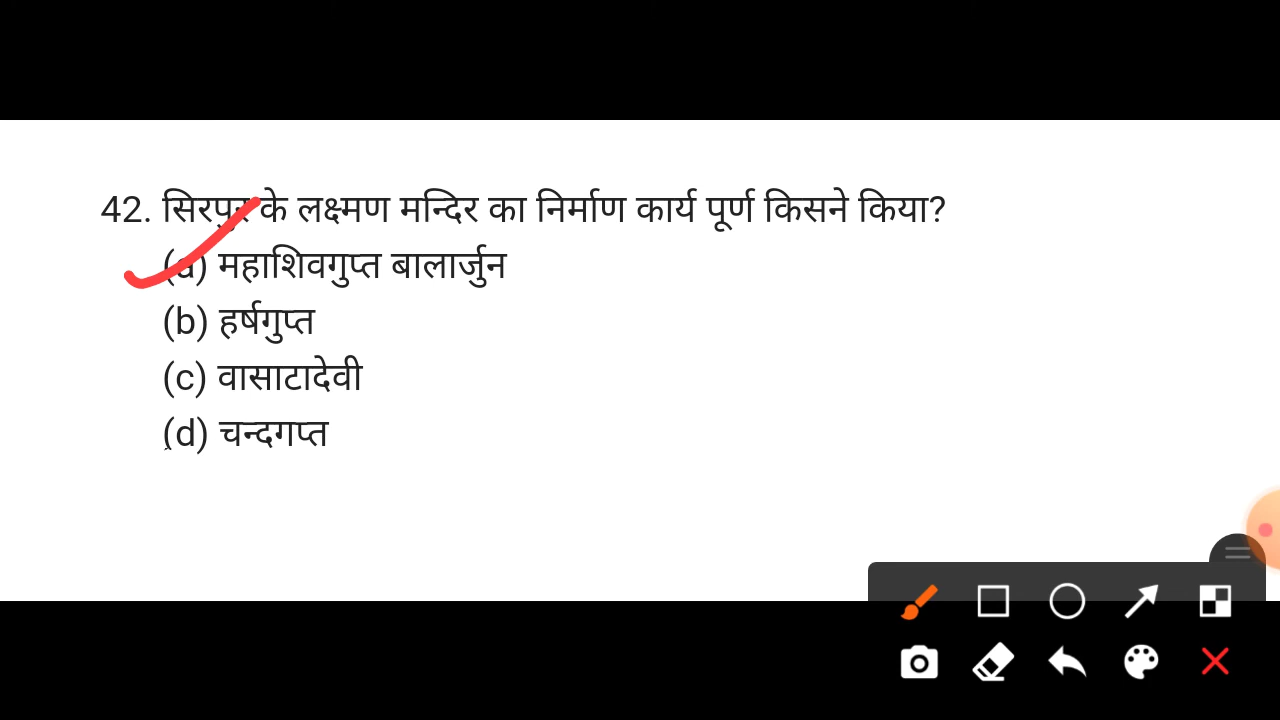 42. सिरपुर के लक्ष्मण मन्दिर का निर्माण कार्य पूर्ण किसने किया?
(a) महाशिवगुप्त बालार्जुन
(b) हर्षगुप्त
(c) वासाटादेवी
(d) चन्दगप्त